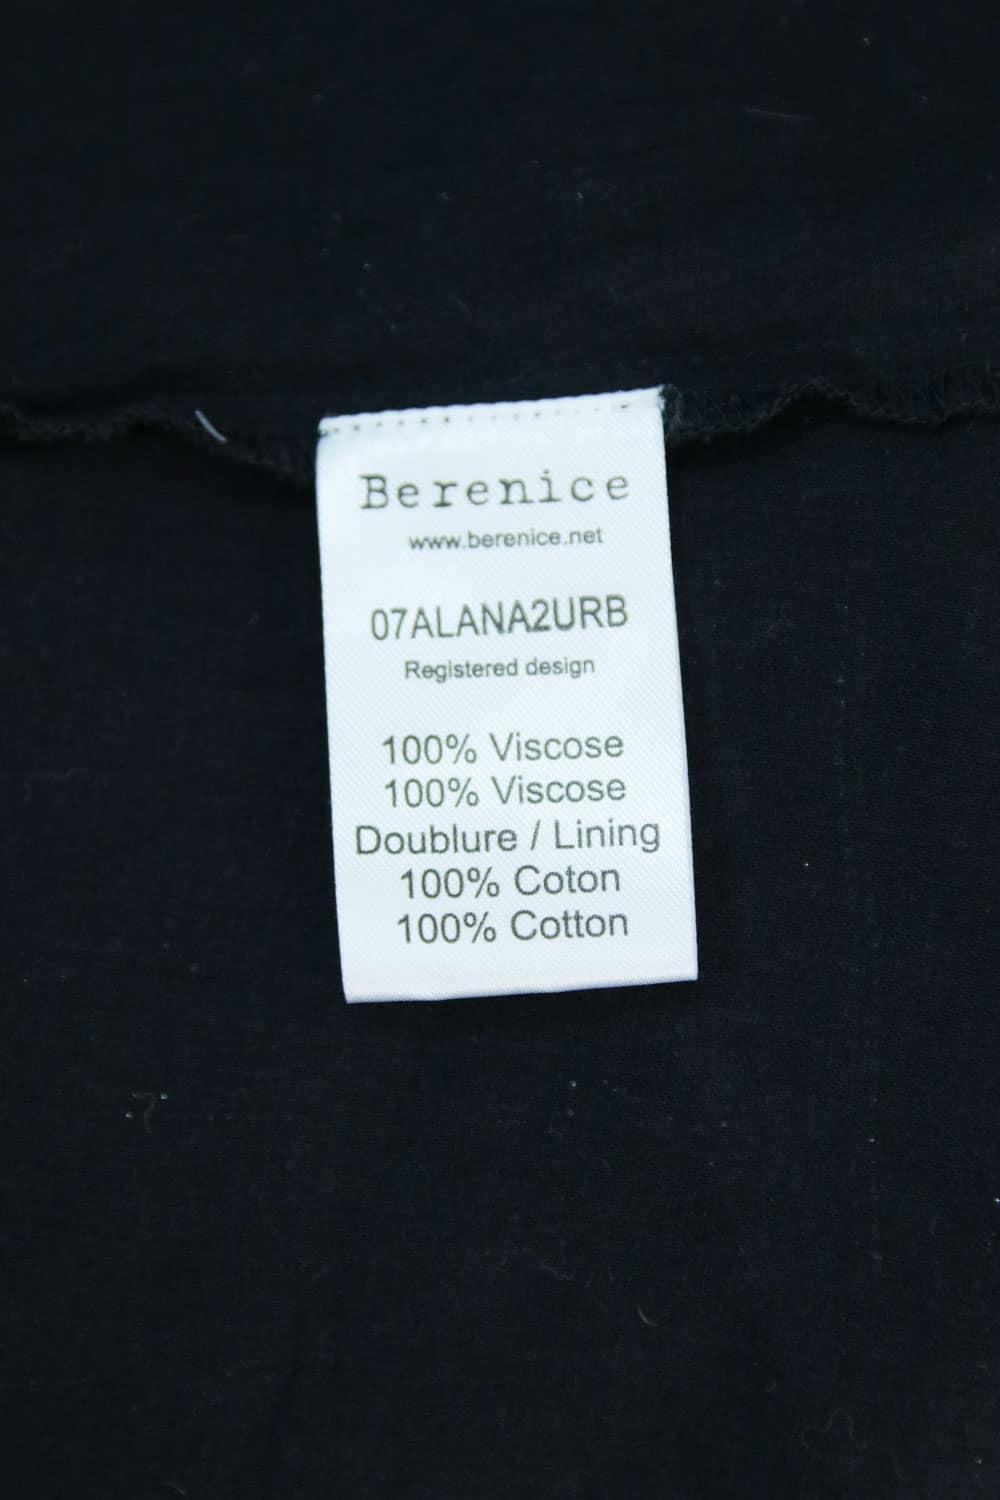 Berenice
www.berenice.net
07ALANA2URB
Registered design
100% Viscose
100% Viscose
Doublure / Lining
100% Coton
100% Cotton